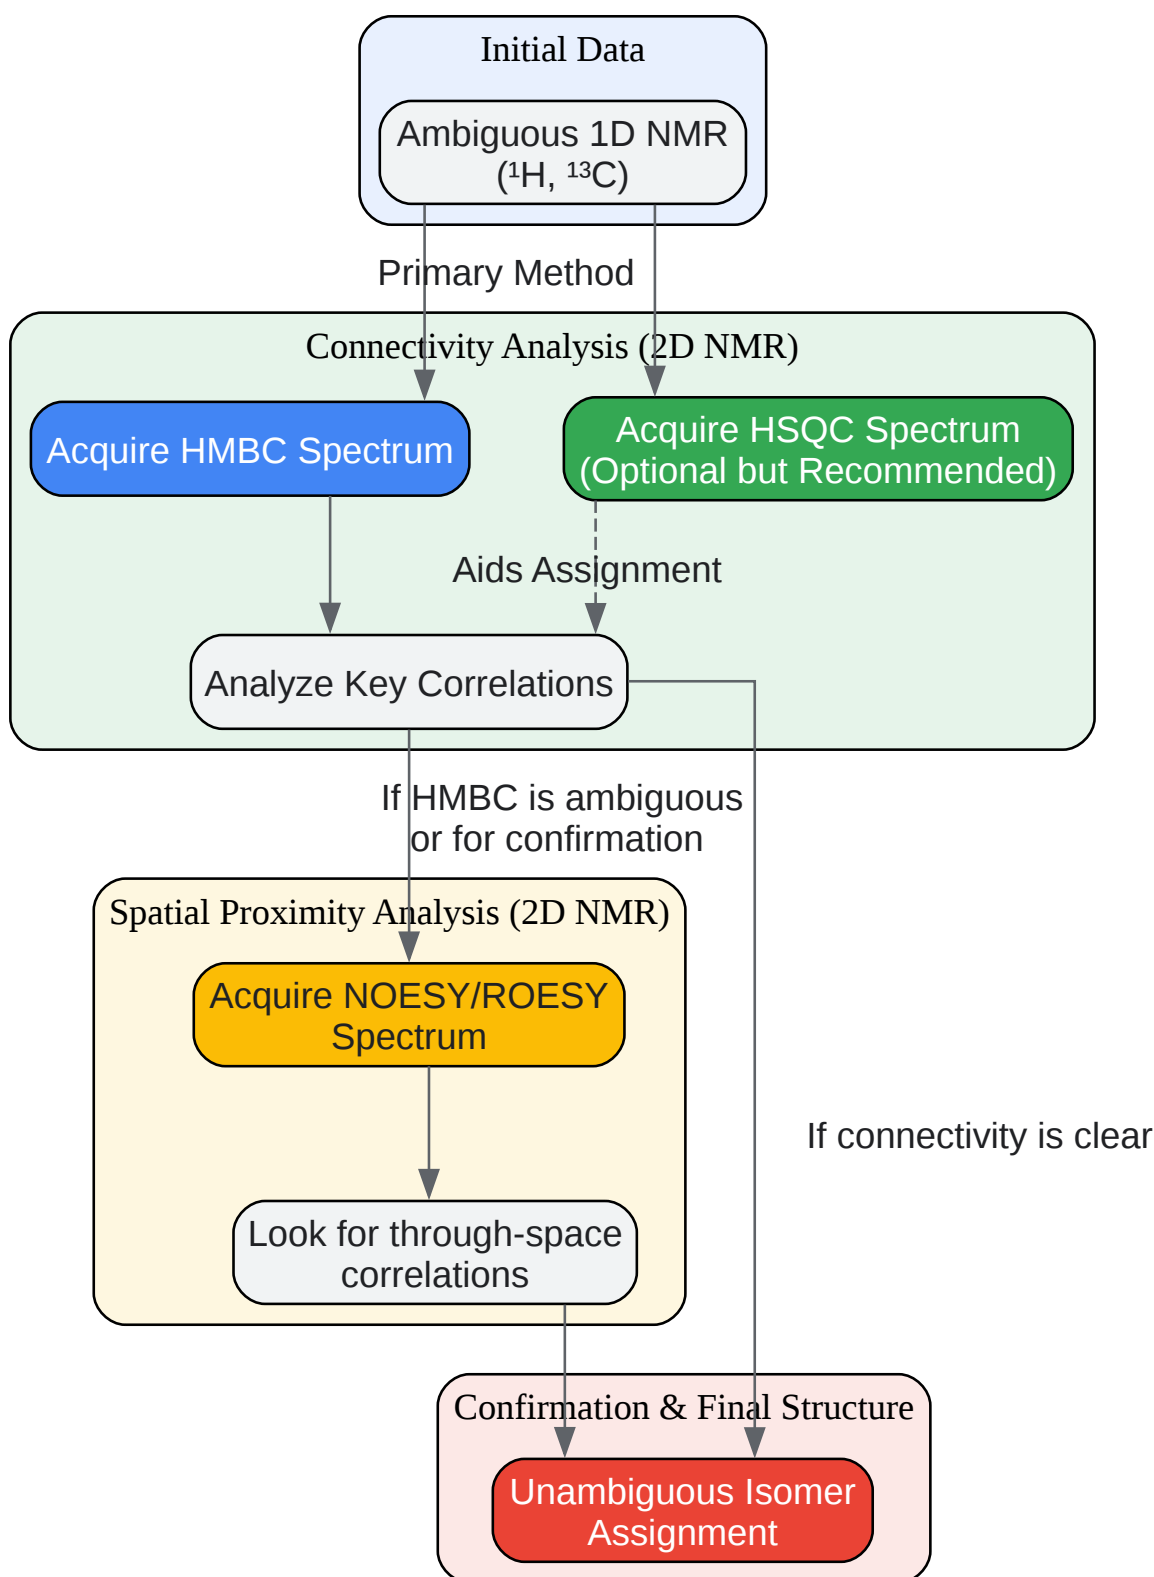 Initial Data
Ambiguous 1D NMR
(¹H, ¹³C)
Primary Method
Connectivity Analysis (2D NMR)
Acquire HMBC Spectrum
Acquire HSQC Spectrum
(Optional but Recommended)
Aids Assignment
Analyze Key Correlations
If HMBC is ambiguous
or for confirmation
Spatial Proximity Analysis (2D NMR)
Acquire NOESY/ROESY
Spectrum
If connectivity is clear
Look for through-space
correlations
Confirmation & Final Structure
Unambiguous Isomer
Assignment